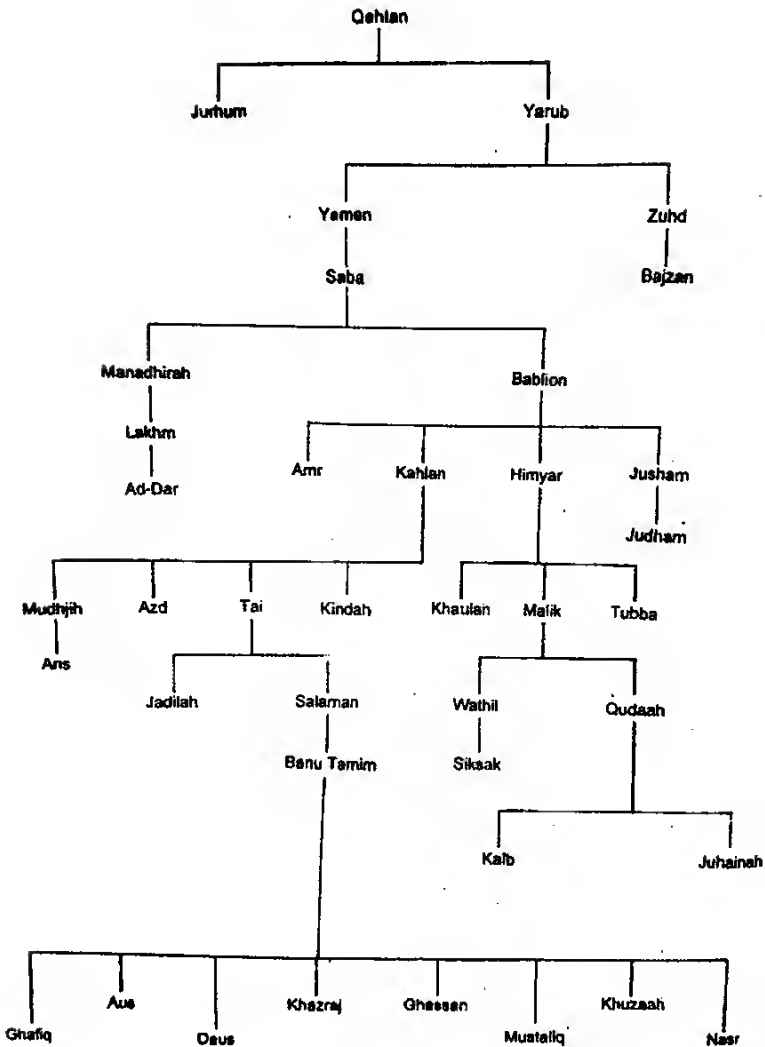 Qahlan
Jurhum Yarub
Yemen Zuhd
Saba Bajzan
Manadhirah Bablion
Lakhm Amr Kahlan Himyar Jusham
Ad-Dar Judham
Mudhjih Azd Tai Kindah Khaulan Malik Tubba
Ans
Jadilah Salaman Wathil Qudaah
Banu Tamim Siksak
Kalb Juhainah
Ghafiq Aus Daus Khazraj Ghassan Mustaliq Khuzaah Nasr